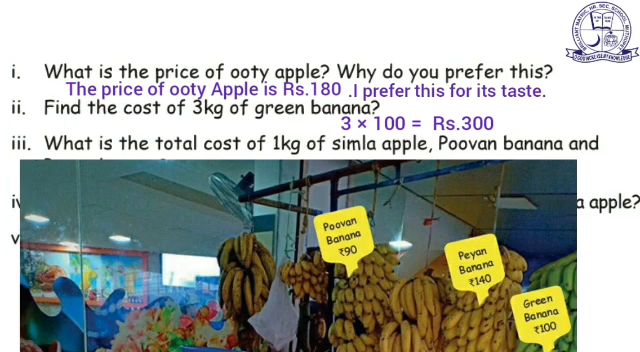 i. What is the price of ooty apple? Why do you prefer this?
The price of ooty Apple is Rs.180 .I prefer this for its taste.
ii. Find the cost of 3kg of green banana?
3 × 100 = Rs.300
iii. What is the total cost of 1kg of simla apple, Poovan banana and
a apple?
Poovan
Banana
₹90
Peyan
Banana
₹140
Green
Banana
₹100